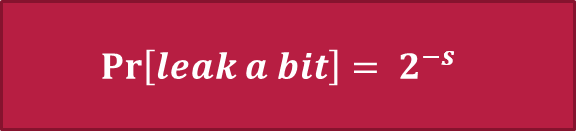 Pr[leak a bit] = 2⁻ˢ